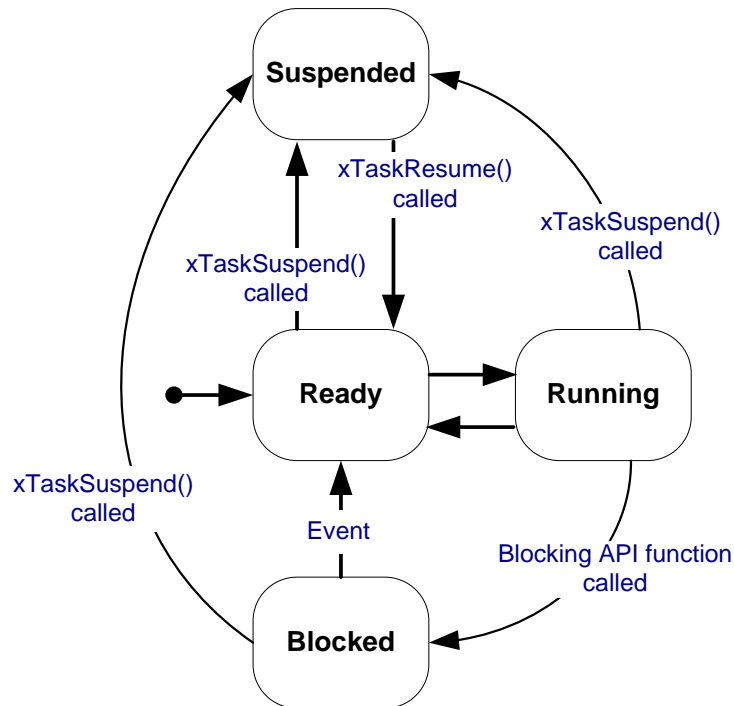 Suspended
xTaskResume()
called
xTaskSuspend()
called
xTaskSuspend()
called
Ready
Running
xTaskSuspend()
called
Event
Blocking API function
called
Blocked